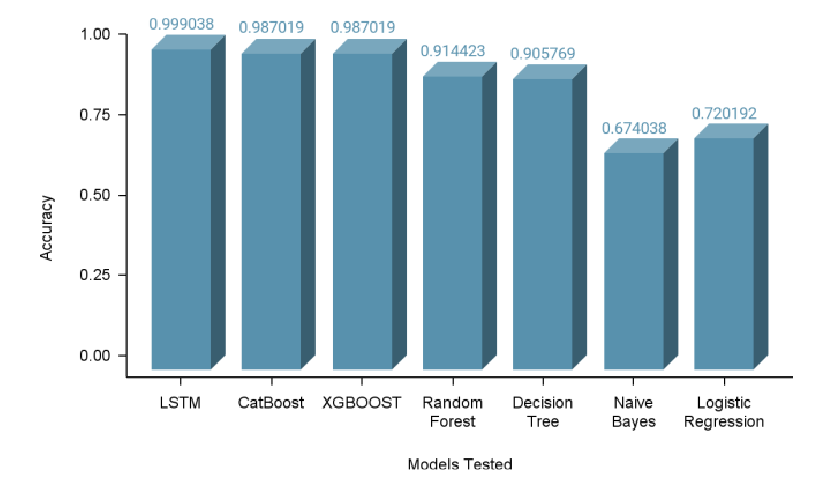 0.999038
0.987019
0.987019
0.914423
0.905769
0.674038
0.720192
1.00
0.75
0.50
0.25
0.00
Accuracy
LSTM
CatBoost
XGBOOST
Random
Forest
Decision
Tree
Naive
Bayes
Logistic
Regression
Models Tested